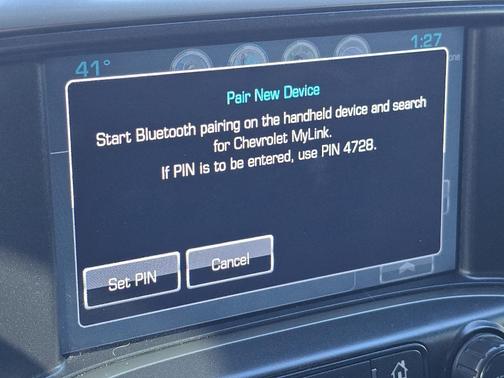 41° 1:27
Pair New Device
Start Bluetooth pairing on the handheld device and search
for Chevrolet MyLink.
If PIN is to be entered, use PIN 4728.
Set PIN Cancel